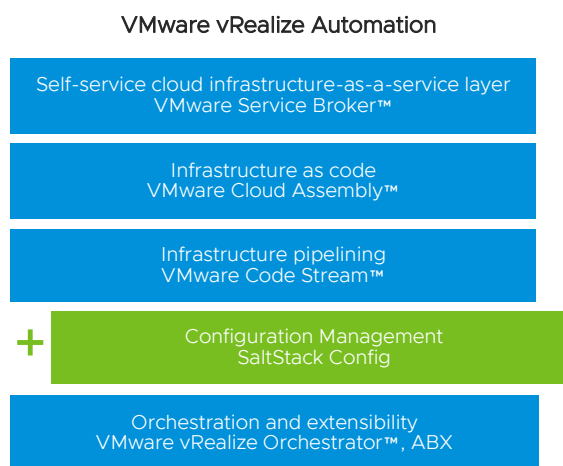 VMware vRealize Automation
Self-service cloud infrastructure-as-a-service layer
VMware Service Broker™
Infrastructure as code
VMware Cloud Assembly™
Infrastructure pipelining
VMware Code Stream™
+
Configuration Management
SaltStack Config
Orchestration and extensibility
VMware vRealize Orchestrator™, ABX